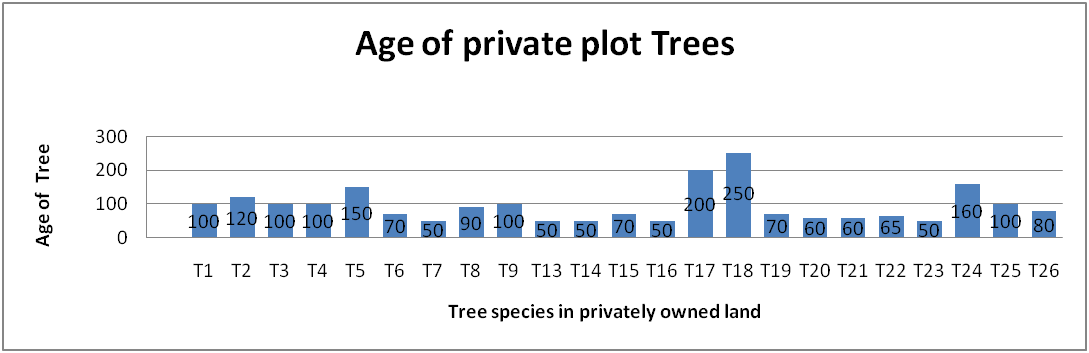 Age of private plot Trees
Age of Tree
300
200
100
0
100 120 100 100 150 70 50 90 100 50 50 70 50 200 250 70 60 60 65 50 160 100 80
T1 T2 T3 T4 T5 T6 T7 T8 T9 T13 T14 T15 T16 T17 T18 T19 T20 T21 T22 T23 T24 T25 T26
Tree species in privately owned land